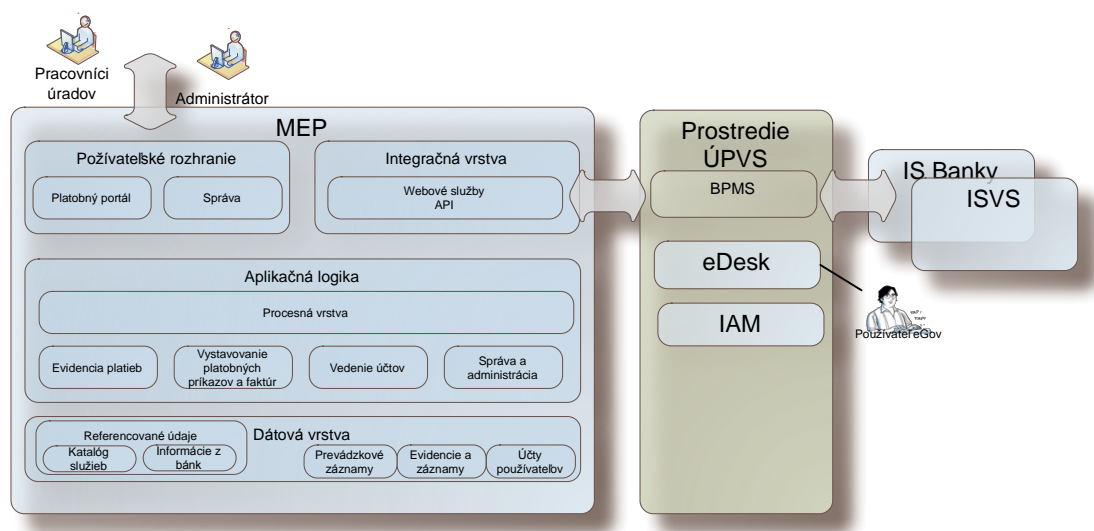 Pracovníci
úradov
Administrátor
MEP
Požívateľské rozhranie
Platobný portál
Správa
Integračná vrstva
Webové služby
API
Aplikačná logika
Procesná vrstva
Evidencia platieb
Vystavovanie
platobných
príkazov a faktúr
Vedenie účtov
Správa a
administrácia
Dátová vrstva
Referencované údaje
Katalóg
služieb
Informácie z
bánk
Prevádzkové
záznamy
Evidencie a
záznamy
Účty
používateľov
Prostredie
ÚPVS
BPMS
eDesk
IAM
IS Banky
ISVS
Používateľ eGov